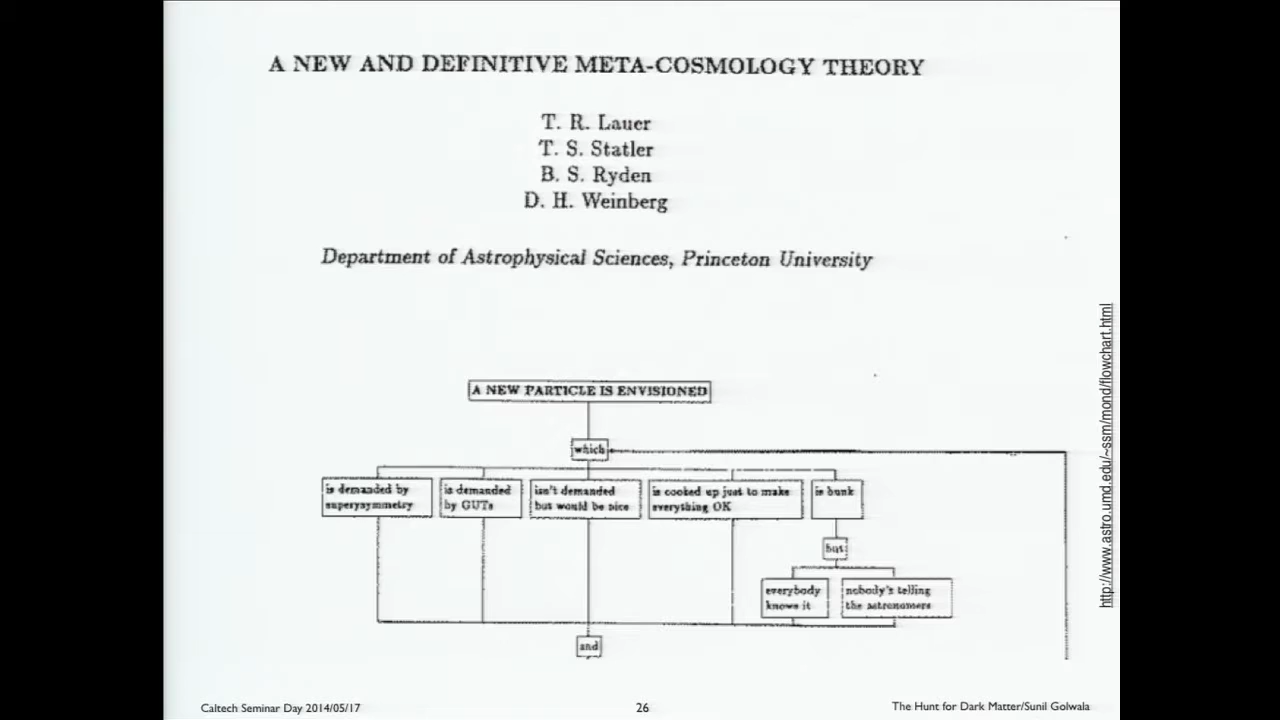 A NEW AND DEFINITIVE META-COSMOLOGY THEORY
T. R. Lauer
T. S. Statler
B. S. Ryden
D. H. Weinberg
Department of Astrophysical Sciences, Princeton University
A NEW PARTICLE IS ENVISIONED
which
is demanded by
supersymmetry
is demanded
by GUTs
isn't demanded
but would be nice
is cooked up just to make
everything OK
is bunk
but
everybody
knows it
nobody's telling
the astronomers
and
http://www.astro.umd.edu/~ssm/mond/flowchart.html
Caltech Seminar Day 2014/05/17
26
The Hunt for Dark Matter/Sunil Golwala